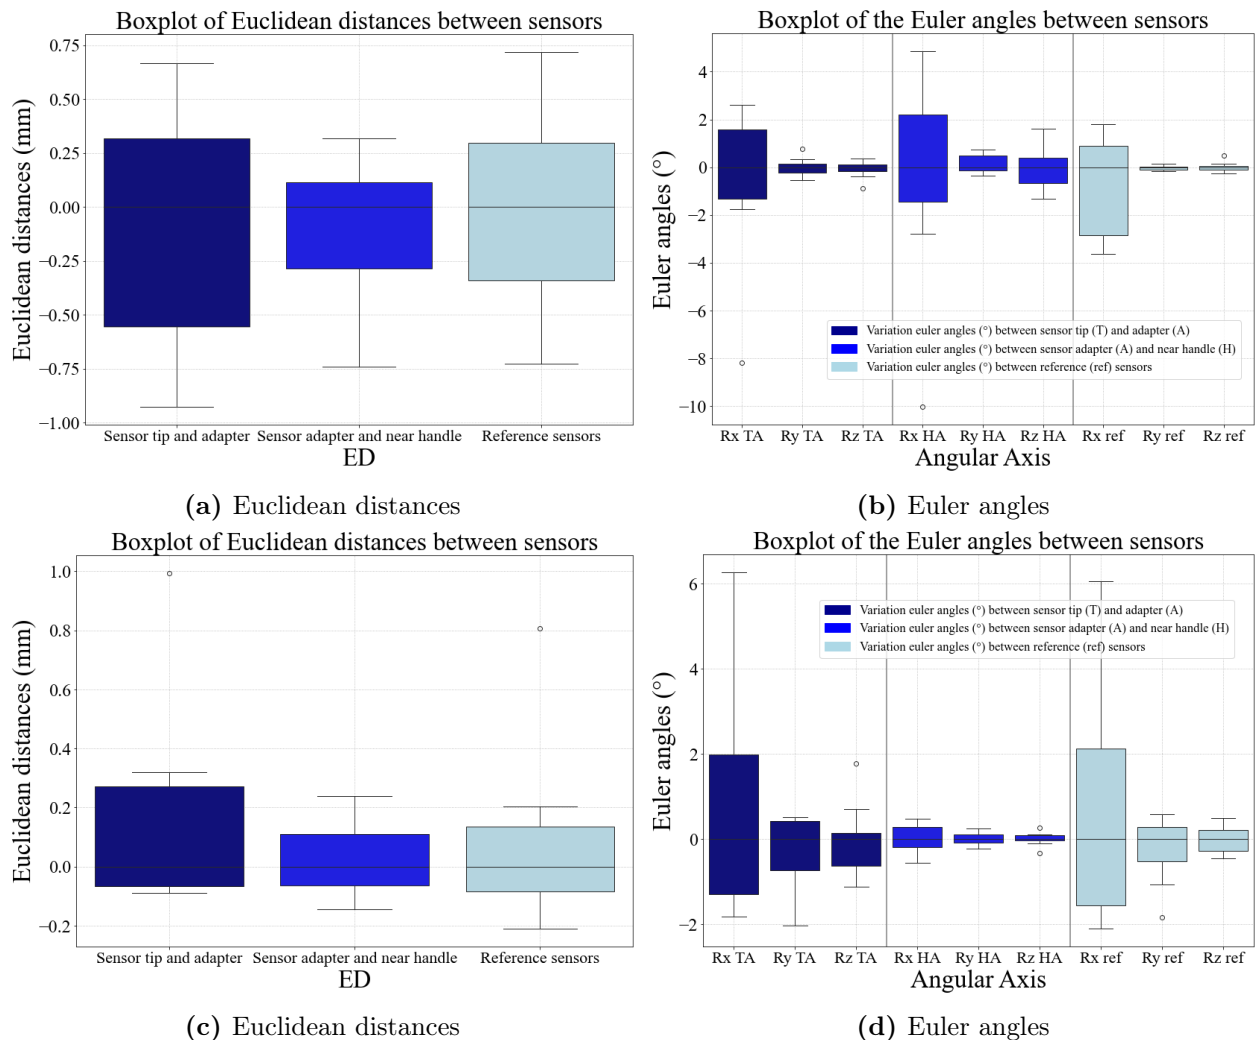 Boxplot of Euclidean distances between sensors
Euclidean distances (mm)
0.75
0.50
0.25
0.00
−0.25
−0.50
−0.75
−1.00
Sensor tip and adapter
Sensor adapter and near handle
Reference sensors
ED
(a) Euclidean distances
Boxplot of the Euler angles between sensors
Euler angles (°)
4
2
0
−2
−4
−6
−8
−10
Variation euler angles (°) between sensor tip (T) and adapter (A)
Variation euler angles (°) between sensor adapter (A) and near handle (H)
Variation euler angles (°) between reference (ref) sensors
Rx TA
Ry TA
Rz TA
Rx HA
Ry HA
Rz HA
Rx ref
Ry ref
Rz ref
Angular Axis
(b) Euler angles
Boxplot of Euclidean distances between sensors
Euclidean distances (mm)
1.0
0.8
0.6
0.4
0.2
0.0
−0.2
Sensor tip and adapter
Sensor adapter and near handle
Reference sensors
ED
(c) Euclidean distances
Boxplot of the Euler angles between sensors
Euler angles (°)
6
4
2
0
−2
Variation euler angles (°) between sensor tip (T) and adapter (A)
Variation euler angles (°) between sensor adapter (A) and near handle (H)
Variation euler angles (°) between reference (ref) sensors
Rx TA
Ry TA
Rz TA
Rx HA
Ry HA
Rz HA
Rx ref
Ry ref
Rz ref
Angular Axis
(d) Euler angles